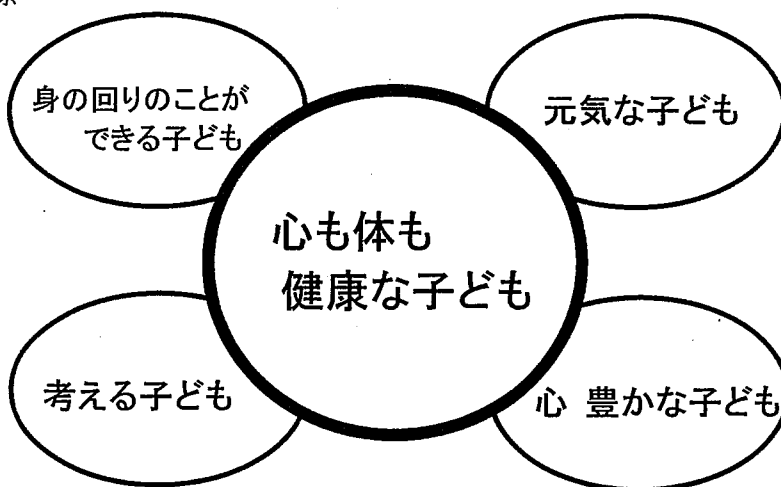 身の回りのことが
できる子ども
元気な子ども
心も体も
健康な子ども
考える子ども
心 豊かな子ども